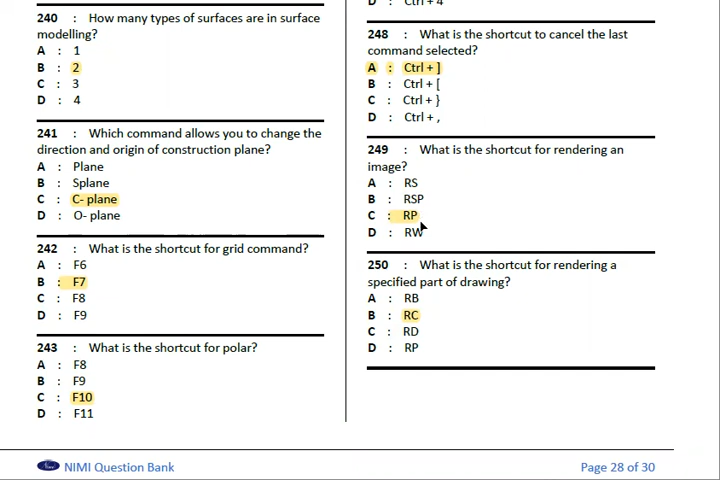 240 : How many types of surfaces are in surface
modelling?
A : 1
B : 2
C : 3
D : 4
241 : Which command allows you to change the
direction and origin of construction plane?
A : Plane
B : Splane
C : C- plane
D : O- plane
242 : What is the shortcut for grid command?
A : F6
B : F7
C : F8
D : F9
243 : What is the shortcut for polar?
A : F8
B : F9
C : F10
D : F11
D : Ctrl + 4
248 : What is the shortcut to cancel the last
command selected?
A : Ctrl + ]
B : Ctrl + [
C : Ctrl + }
D : Ctrl + ,
249 : What is the shortcut for rendering an
image?
A : RS
B : RSP
C : RP
D : RW
250 : What is the shortcut for rendering a
specified part of drawing?
A : RB
B : RC
C : RD
D : RP
NIMI Question Bank
Page 28 of 30